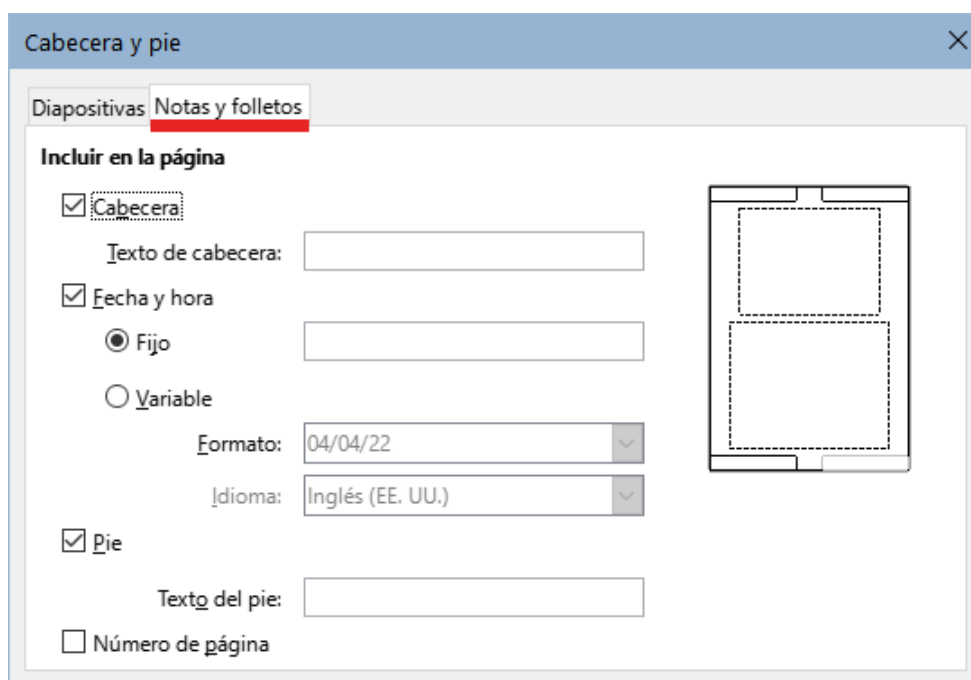 Cabecera y pie
Diapositivas Notas y folletos
Incluir en la página
Cabecera
Texto de cabecera:
Fecha y hora
Fijo
Variable
Formato: 04/04/22
Idioma: Inglés (EE. UU.)
Pie
Texto del pie:
Número de página